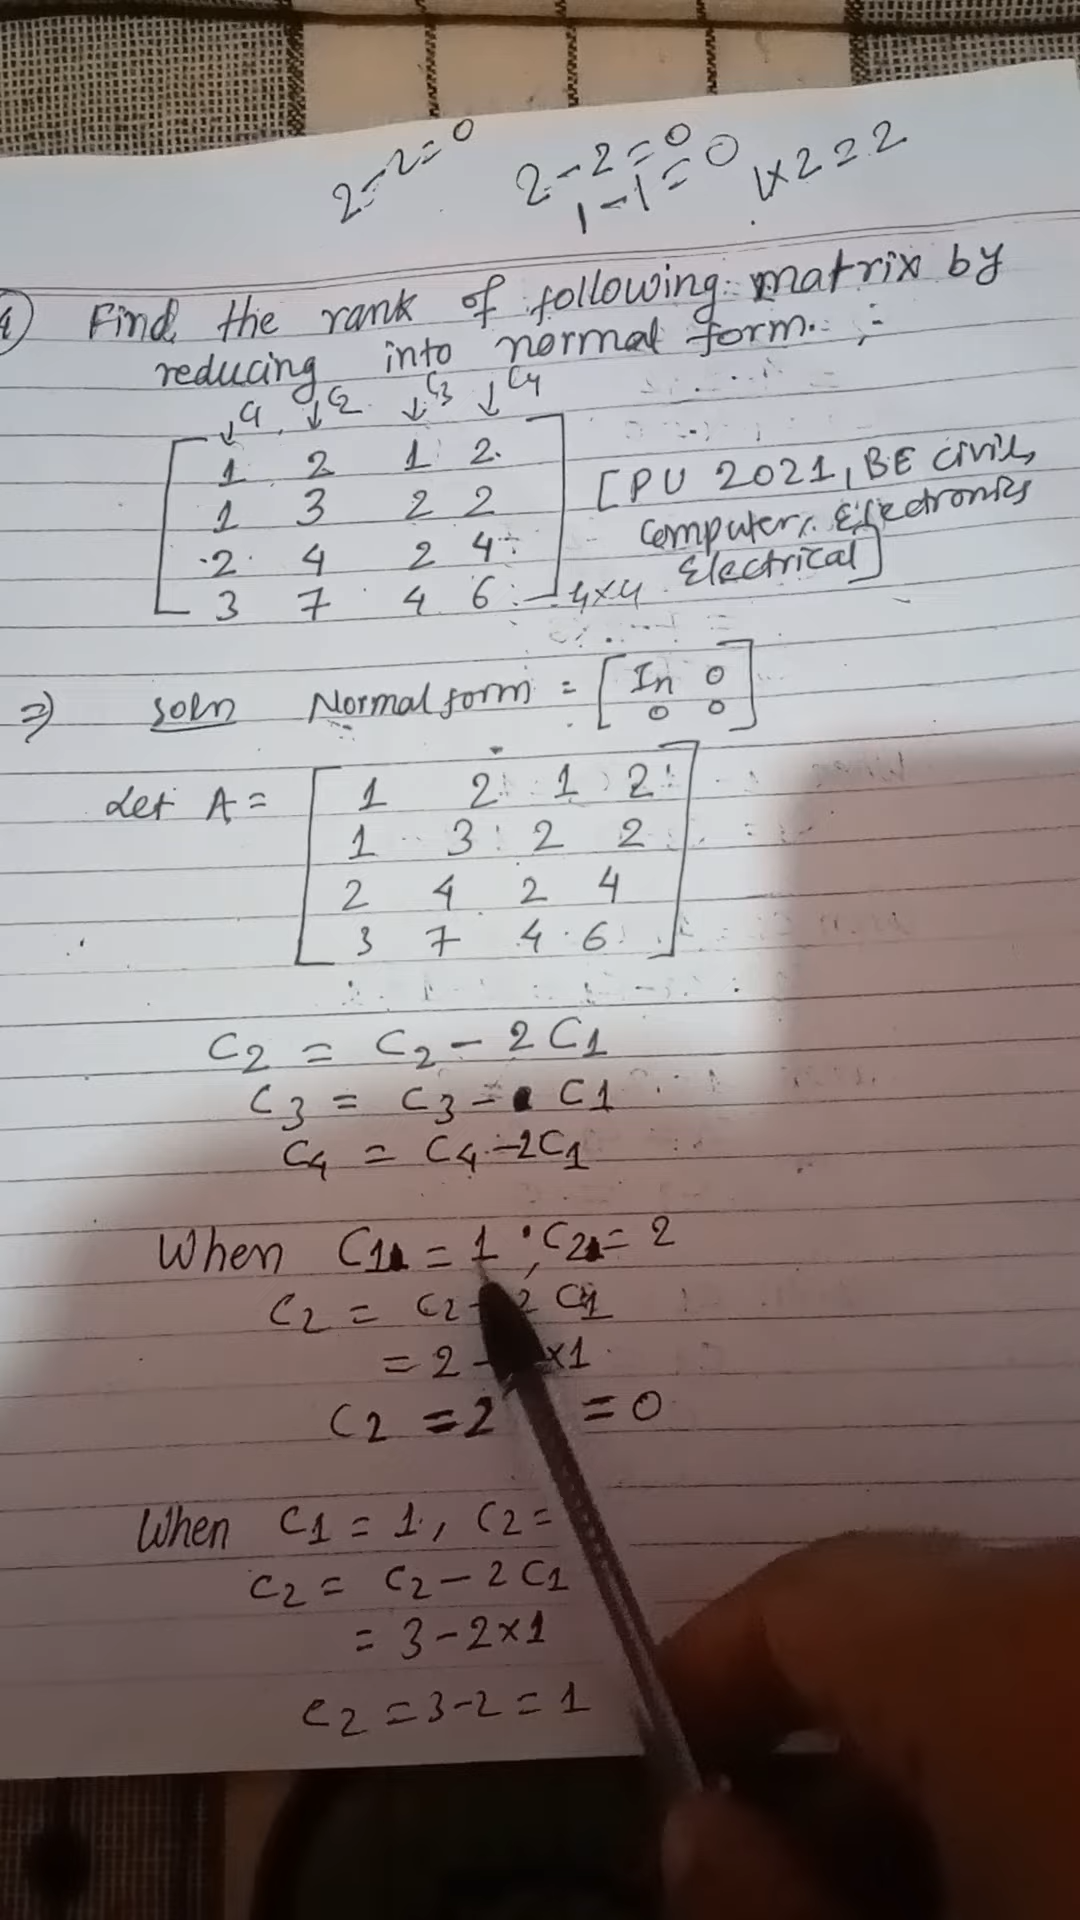 2-2=0 2-2=0 1×2=2
1-1=0
Find the rank of following matrix by
reducing into normal form. :-
↓C1 ↓C2 ↓C3 ↓C4
1 2 1 2
1 3 2 2
2 4 2 4
3 7 4 6
4×4
[PU 2021, BE civil,
Computer, Electronics
Electrical]
⇒ Soln Normal form = [In 0
0 0]
Let A =
1 2 1 2
1 3 2 2
2 4 2 4
3 7 4 6
C2 = C2 - 2C1
C3 = C3 - C1
C4 = C4 - 2C1
When C1 = 1, C2 = 2
C2 = C2 - 2 C1
= 2 - ×1
C2 = 2 = 0
When C1 = 1, C2 =
C2 = C2 - 2C1
= 3 - 2×1
C2 = 3-2 = 1